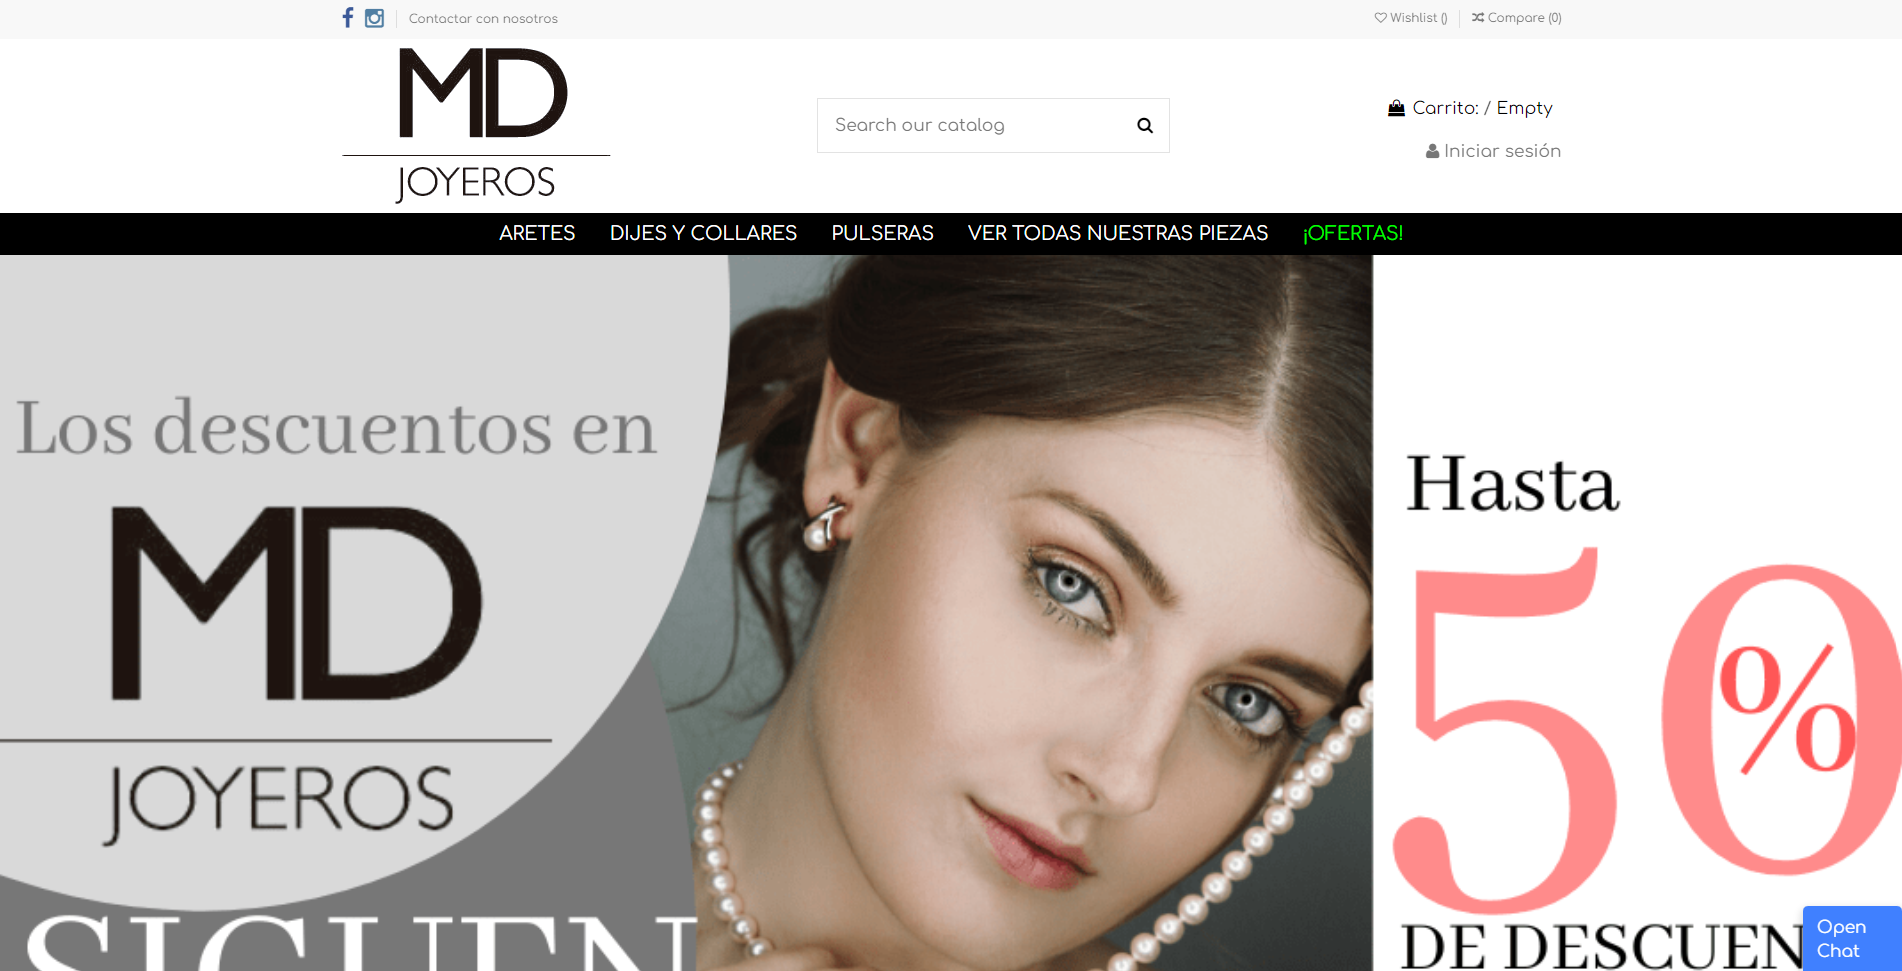 Contactar con nosotros
Wishlist ()
Compare (0)
MD
JOYEROS
Search our catalog
Carrito: / Empty
Iniciar sesión
ARETES
DIJES Y COLLARES
PULSERAS
VER TODAS NUESTRAS PIEZAS
¡OFERTAS!
Los descuentos en
MD
JOYEROS
SIGUEN
Hasta
50%
DE DESCUEN
Open
Chat